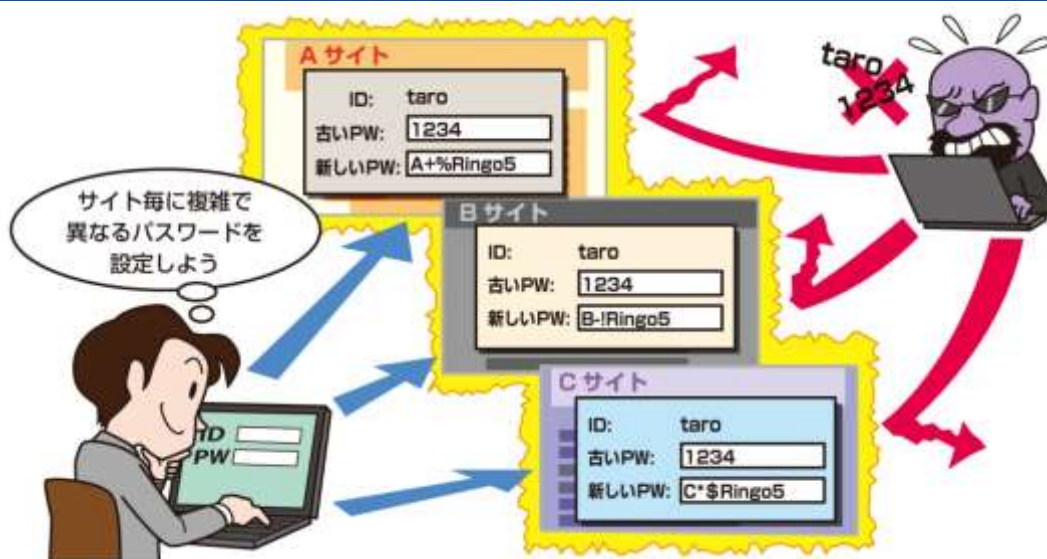 Aサイト
ID: taro
古いPW: 1234
新しいPW: A+%Ringo5
taro
1234
サイト毎に複雑で
異なるパスワードを
設定しよう
Bサイト
ID: taro
古いPW: 1234
新しいPW: B-!Ringo5
Cサイト
ID: taro
古いPW: 1234
新しいPW: C*$Ringo5
ID
PW